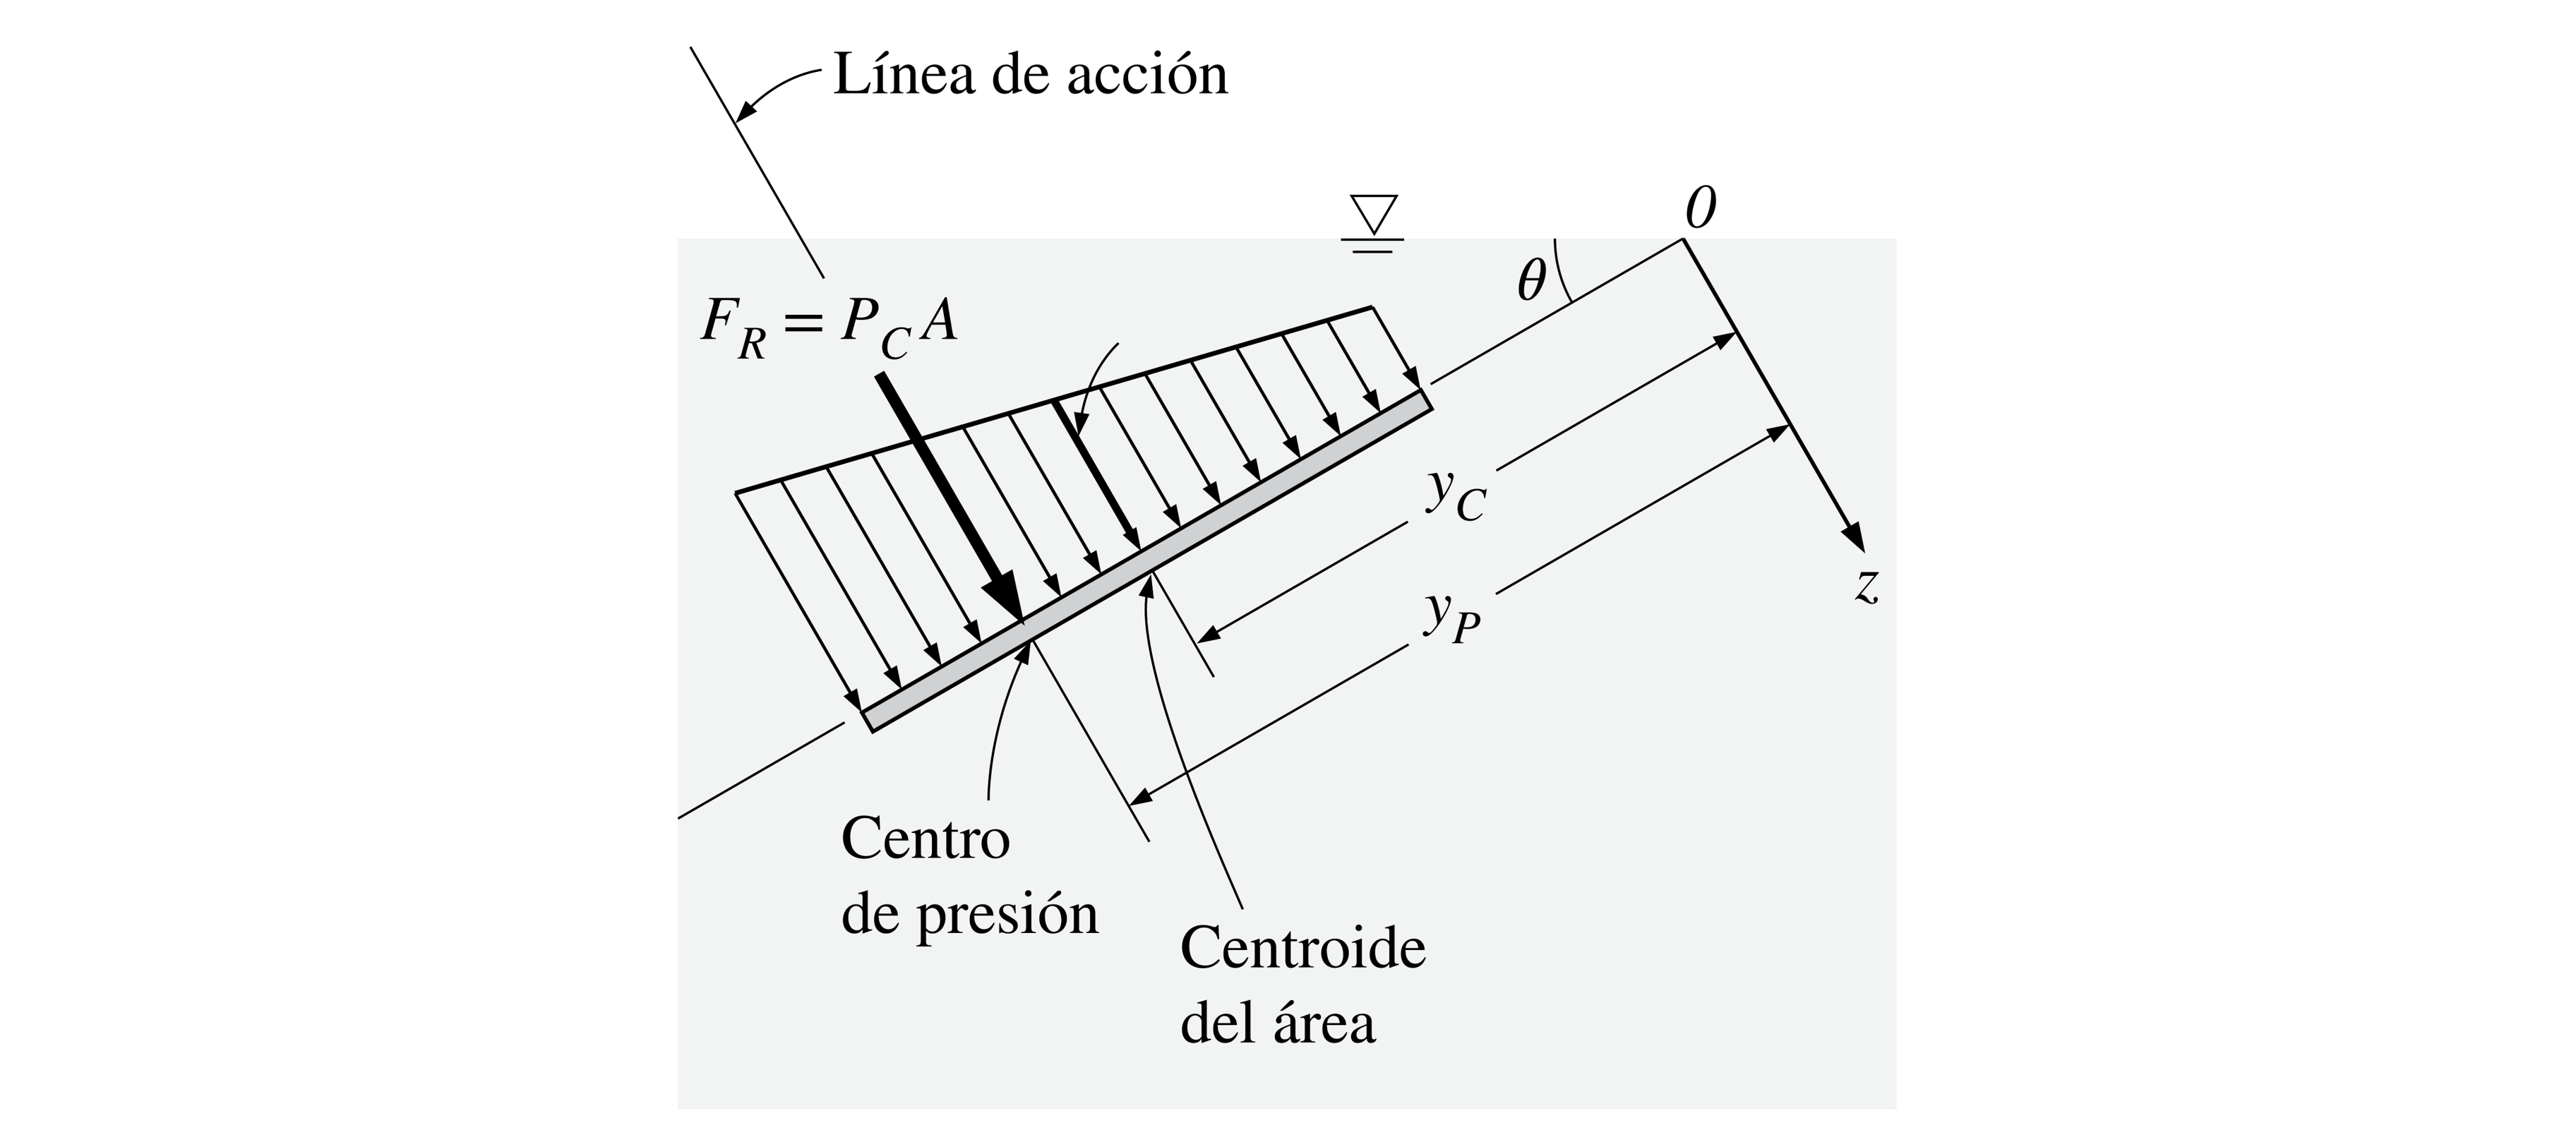 Línea de acción
0
θ
F_R = P_C A
y_C
y_P
z
Centro
de presión
Centroide
del área